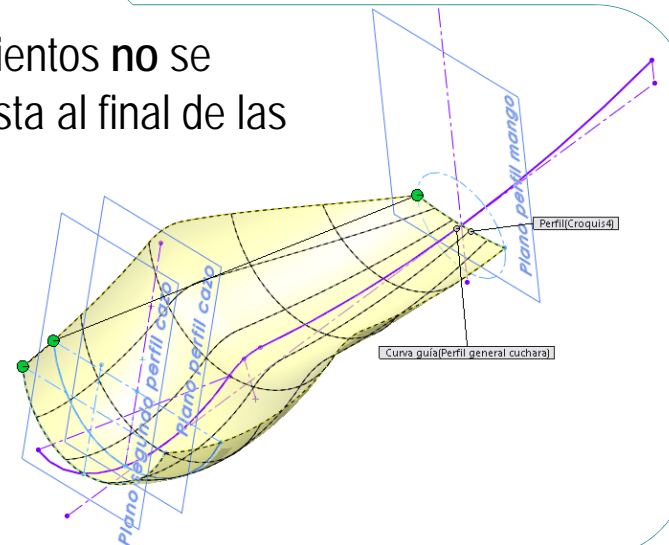 ientos no se
sta al final de las
Plano perfil mango
Perfil(Croquis4)
Curva guía(Perfil general cuchara)
Plano perfil cazo
Plano segundo perfil cazo